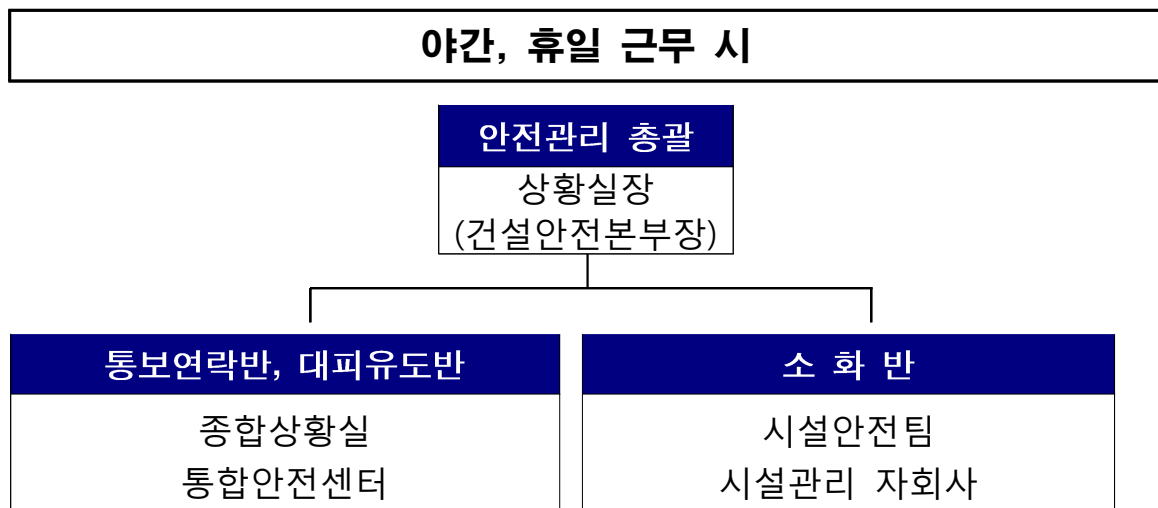 야간, 휴일 근무 시
안전관리 총괄
상황실장
(건설안전본부장)
통보연락반, 대피유도반
종합상황실
통합안전센터
소 화 반
시설안전팀
시설관리 자회사